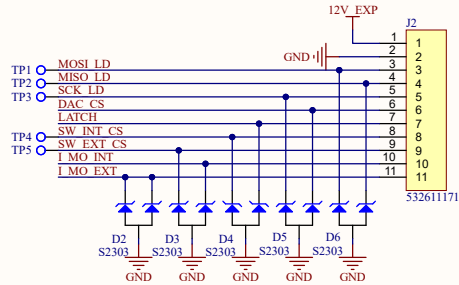 12V_EXP
J2
1 1
GND 2 2
TP1 MOSI_LD 3 3
TP2 MISO_LD 4 4
TP3 SCK_LD 5 5
DAC_CS 6 6
LATCH 7 7
TP4 SW_INT_CS 8 8
TP5 SW_EXT_CS 9 9
I_MO_INT 10 10
I_MO_EXT 11 11
532611171
D2 D3 D4 D5 D6
S2303 S2303 S2303 S2303 S2303
GND GND GND GND GND